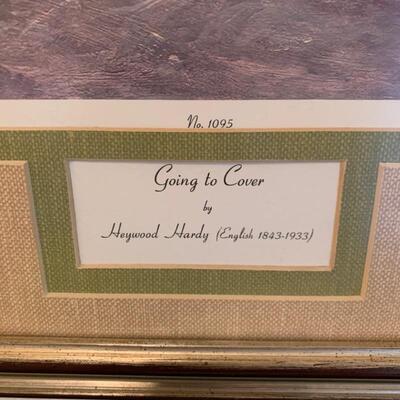 No. 1095
Going to Cover
by
Heywood Hardy (English 1843-1933)